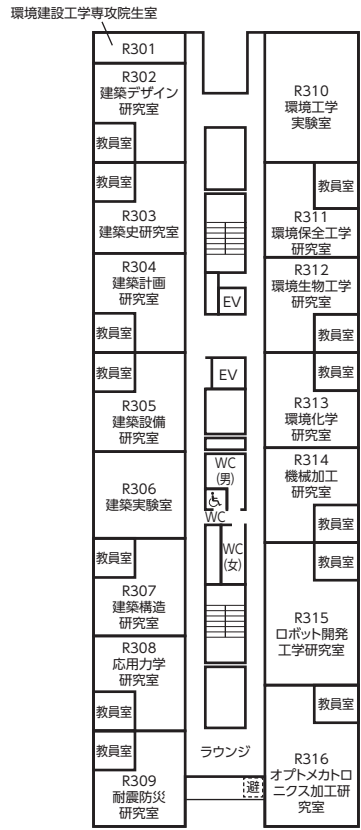 環境建設工学専攻院生室
R301
R302
建築デザイン
研究室
教員室
教員室
R303
建築史研究室
R304
建築計画
研究室
教員室
教員室
R305
建築設備
研究室
R306
建築実験室
教員室
R307
建築構造
研究室
R308
応用力学
研究室
教員室
教員室
R309
耐震防災
研究室
EV
EV
WC
(男)
WC
WC
(女)
ラウンジ
避
R310
環境工学
実験室
教員室
R311
環境保全工学
研究室
R312
環境生物工学
研究室
教員室
教員室
R313
環境化学
研究室
R314
機械加工
研究室
教員室
教員室
R315
ロボット開発
工学研究室
教員室
R316
オプトメカトロ
ニクス加工研
究室